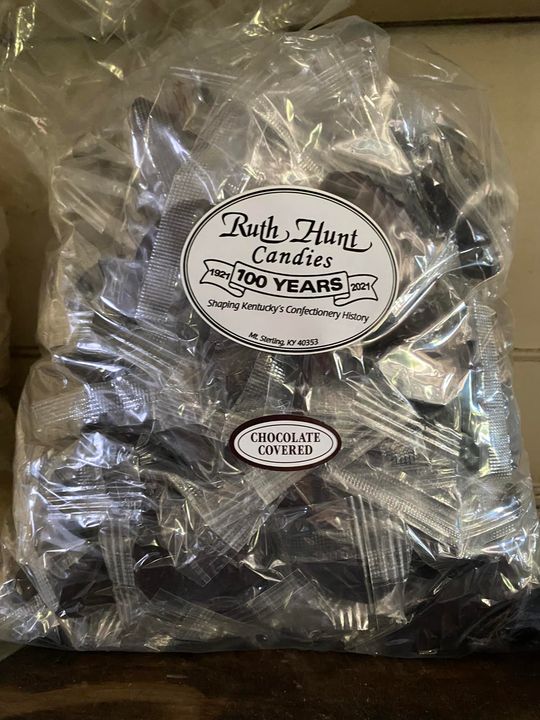 Ruth Hunt
Candies
1921 100 YEARS 2021
Shaping Kentucky's Confectionery History
Mt. Sterling, KY 40353
CHOCOLATE
COVERED